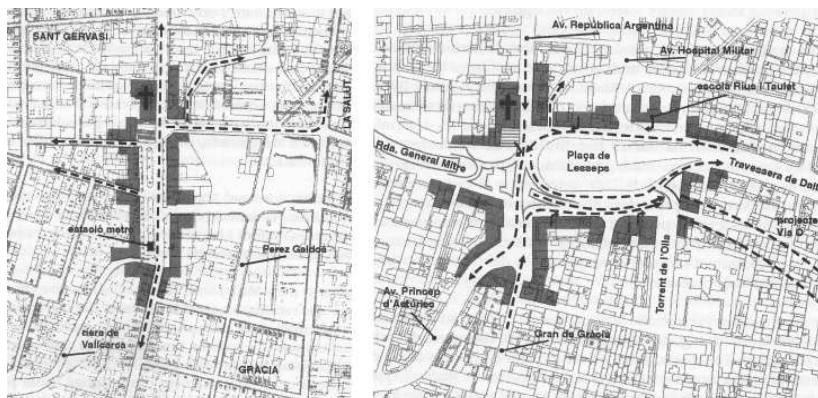 SANT GERVASI
LA SALUT
estació metro
Perez Galdós
riera de
Vallcarca
GRÀCIA
Av. República Argentina
Av. Hospital Militar
escola Rius i Taulet
Rda. General Mitre
Plaça de
Lesseps
Travessera de Dalt
projecte
Via O
Torrent de l'Olla
Av. Príncep
d'Astúries
Gran de Gràcia